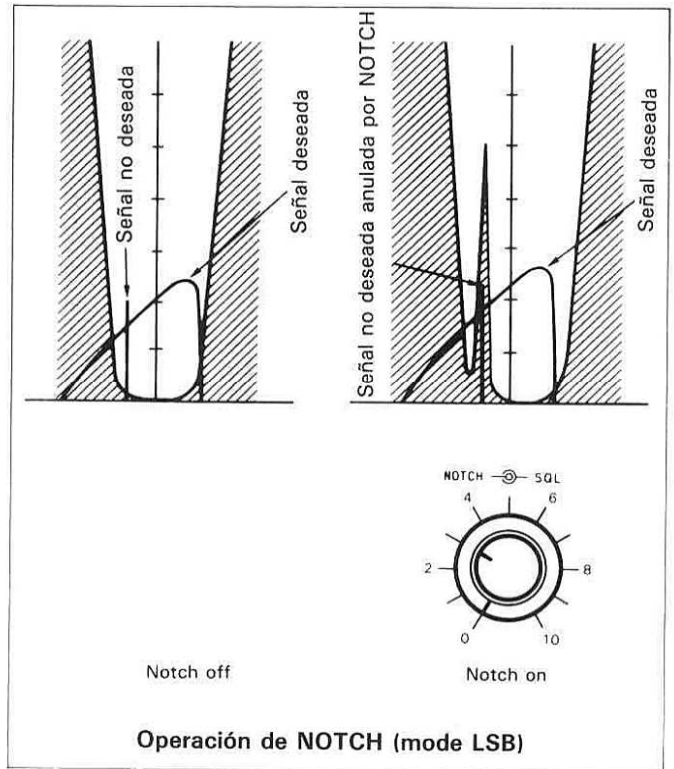 Señal no deseada
Señal deseada
Señal no deseada anulada por NOTCH
Señal deseada
NOTCH SQL
4 6
2 8
0 10
Notch off
Notch on
Operación de NOTCH (mode LSB)